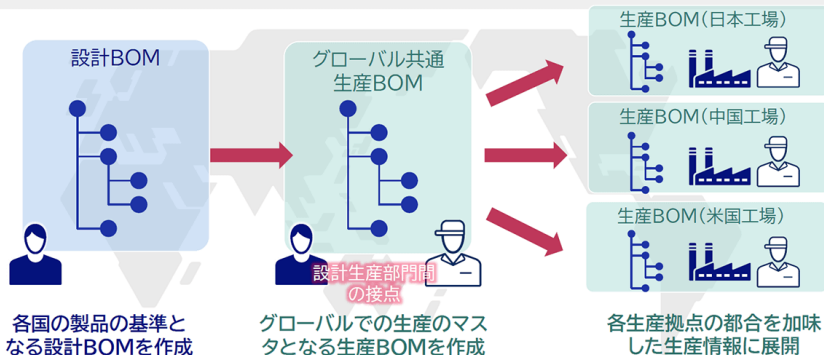 設計BOM
グローバル共通
生産BOM
生産BOM(日本工場)
生産BOM(中国工場)
生産BOM(米国工場)
設計生産部門間
の接点
各国の製品の基準と
なる設計BOMを作成
グローバルでの生産のマス
タとなる生産BOMを作成
各生産拠点の都合を加味
した生産情報に展開